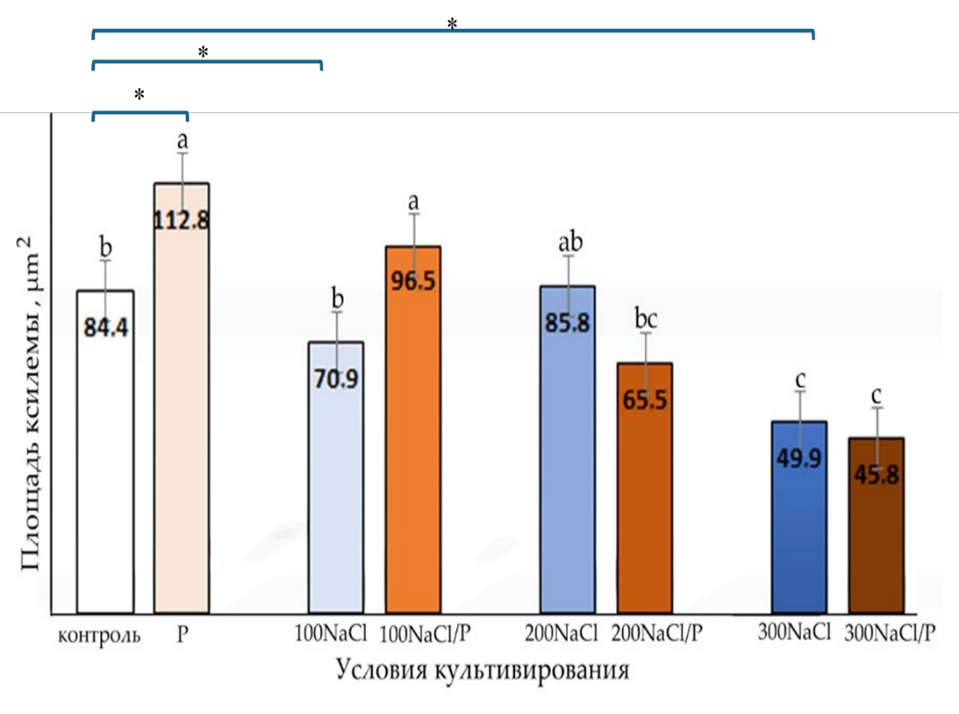 *
*
*
a
112.8
a
96.5
b
84.4
ab
85.8
b
70.9
bc
65.5
c
49.9
c
45.8
Площадь ксилемы, µm²
контроль P 100NaCl 100NaCl/P 200NaCl 200NaCl/P 300NaCl 300NaCl/P
Условия культивирования